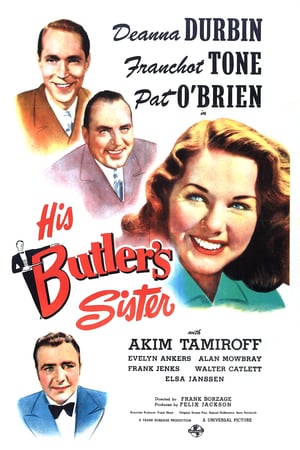 Deanna DURBIN
Franchot TONE
Pat O'BRIEN
in
His
Butler's
Sister
with
AKIM TAMIROFF
EVELYN ANKERS ALAN MOWBRAY
FRANK JENKS WALTER CATLETT
ELSA JANSSEN
Directed by FRANK BORZAGE
Produced by FELIX JACKSON
A FRANK BORZAGE PRODUCTION
A UNIVERSAL PICTURE